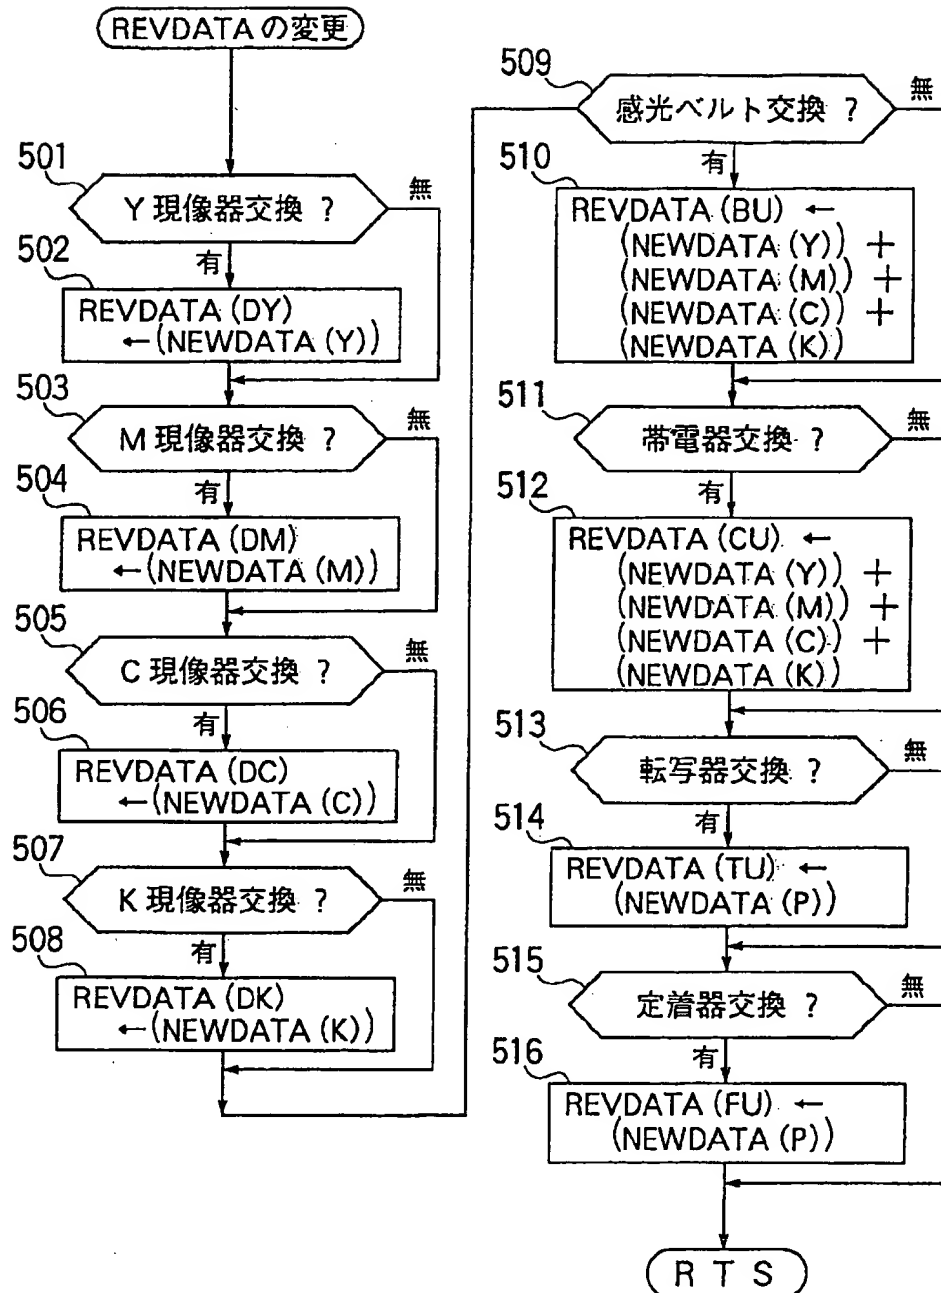 REVDATAの変更
501
Y現像器交換 ?
無
有
502
REVDATA (DY)
←(NEWDATA (Y))
503
M現像器交換 ?
無
有
504
REVDATA (DM)
←(NEWDATA (M))
505
C現像器交換 ?
無
有
506
REVDATA (DC)
←(NEWDATA (C))
507
K現像器交換 ?
無
有
508
REVDATA (DK)
←(NEWDATA (K))
509
感光ベルト交換 ?
無
有
510
REVDATA (BU) ←
(NEWDATA (Y)) +
(NEWDATA (M)) +
(NEWDATA (C)) +
(NEWDATA (K))
511
帯電器交換 ?
無
有
512
REVDATA (CU) ←
(NEWDATA (Y)) +
(NEWDATA (M)) +
(NEWDATA (C)) +
(NEWDATA (K))
513
転写器交換 ?
無
有
514
REVDATA (TU) ←
(NEWDATA (P))
515
定着器交換 ?
無
有
516
REVDATA (FU) ←
(NEWDATA (P))
R T S